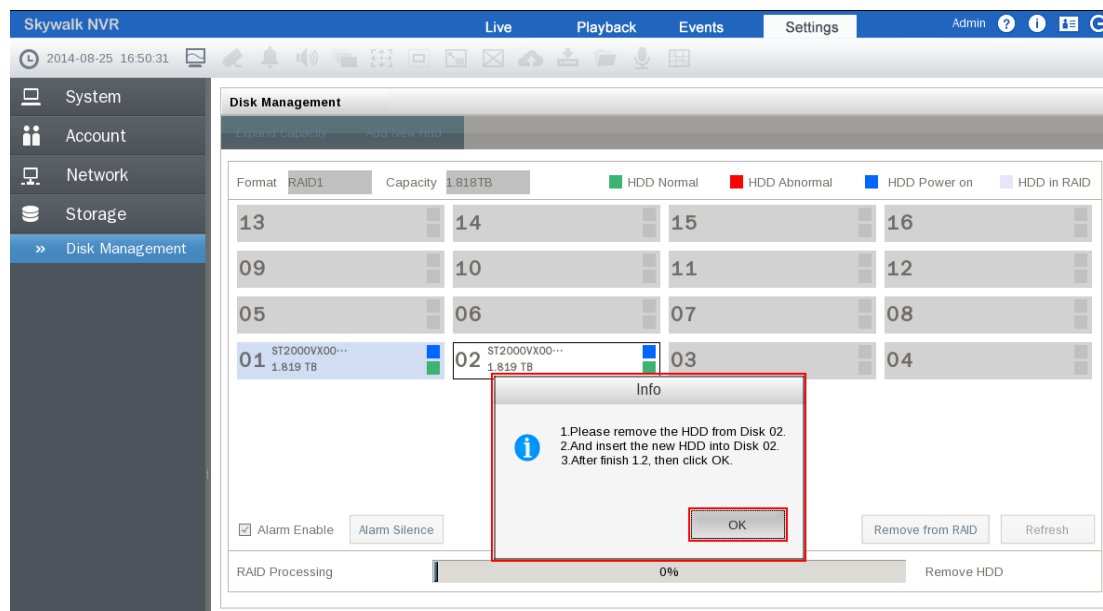 Skywalk NVR
Live Playback Events Settings Admin
2014-08-25 16:50:31
System
Account
Network
Storage
» Disk Management
Disk Management
Expand Capacity Add New Hdd
Format RAID1 Capacity 1.818TB HDD Normal HDD Abnormal HDD Power on HDD in RAID
13 14 15 16
09 10 11 12
05 06 07 08
01 ST2000VX00··· 1.819 TB 02 ST2000VX00··· 1.819 TB 03 04
Info
1.Please remove the HDD from Disk 02.
2.And insert the new HDD into Disk 02.
3.After finish 1.2, then click OK.
OK
Alarm Enable Alarm Silence Remove from RAID Refresh
RAID Processing 0% Remove HDD